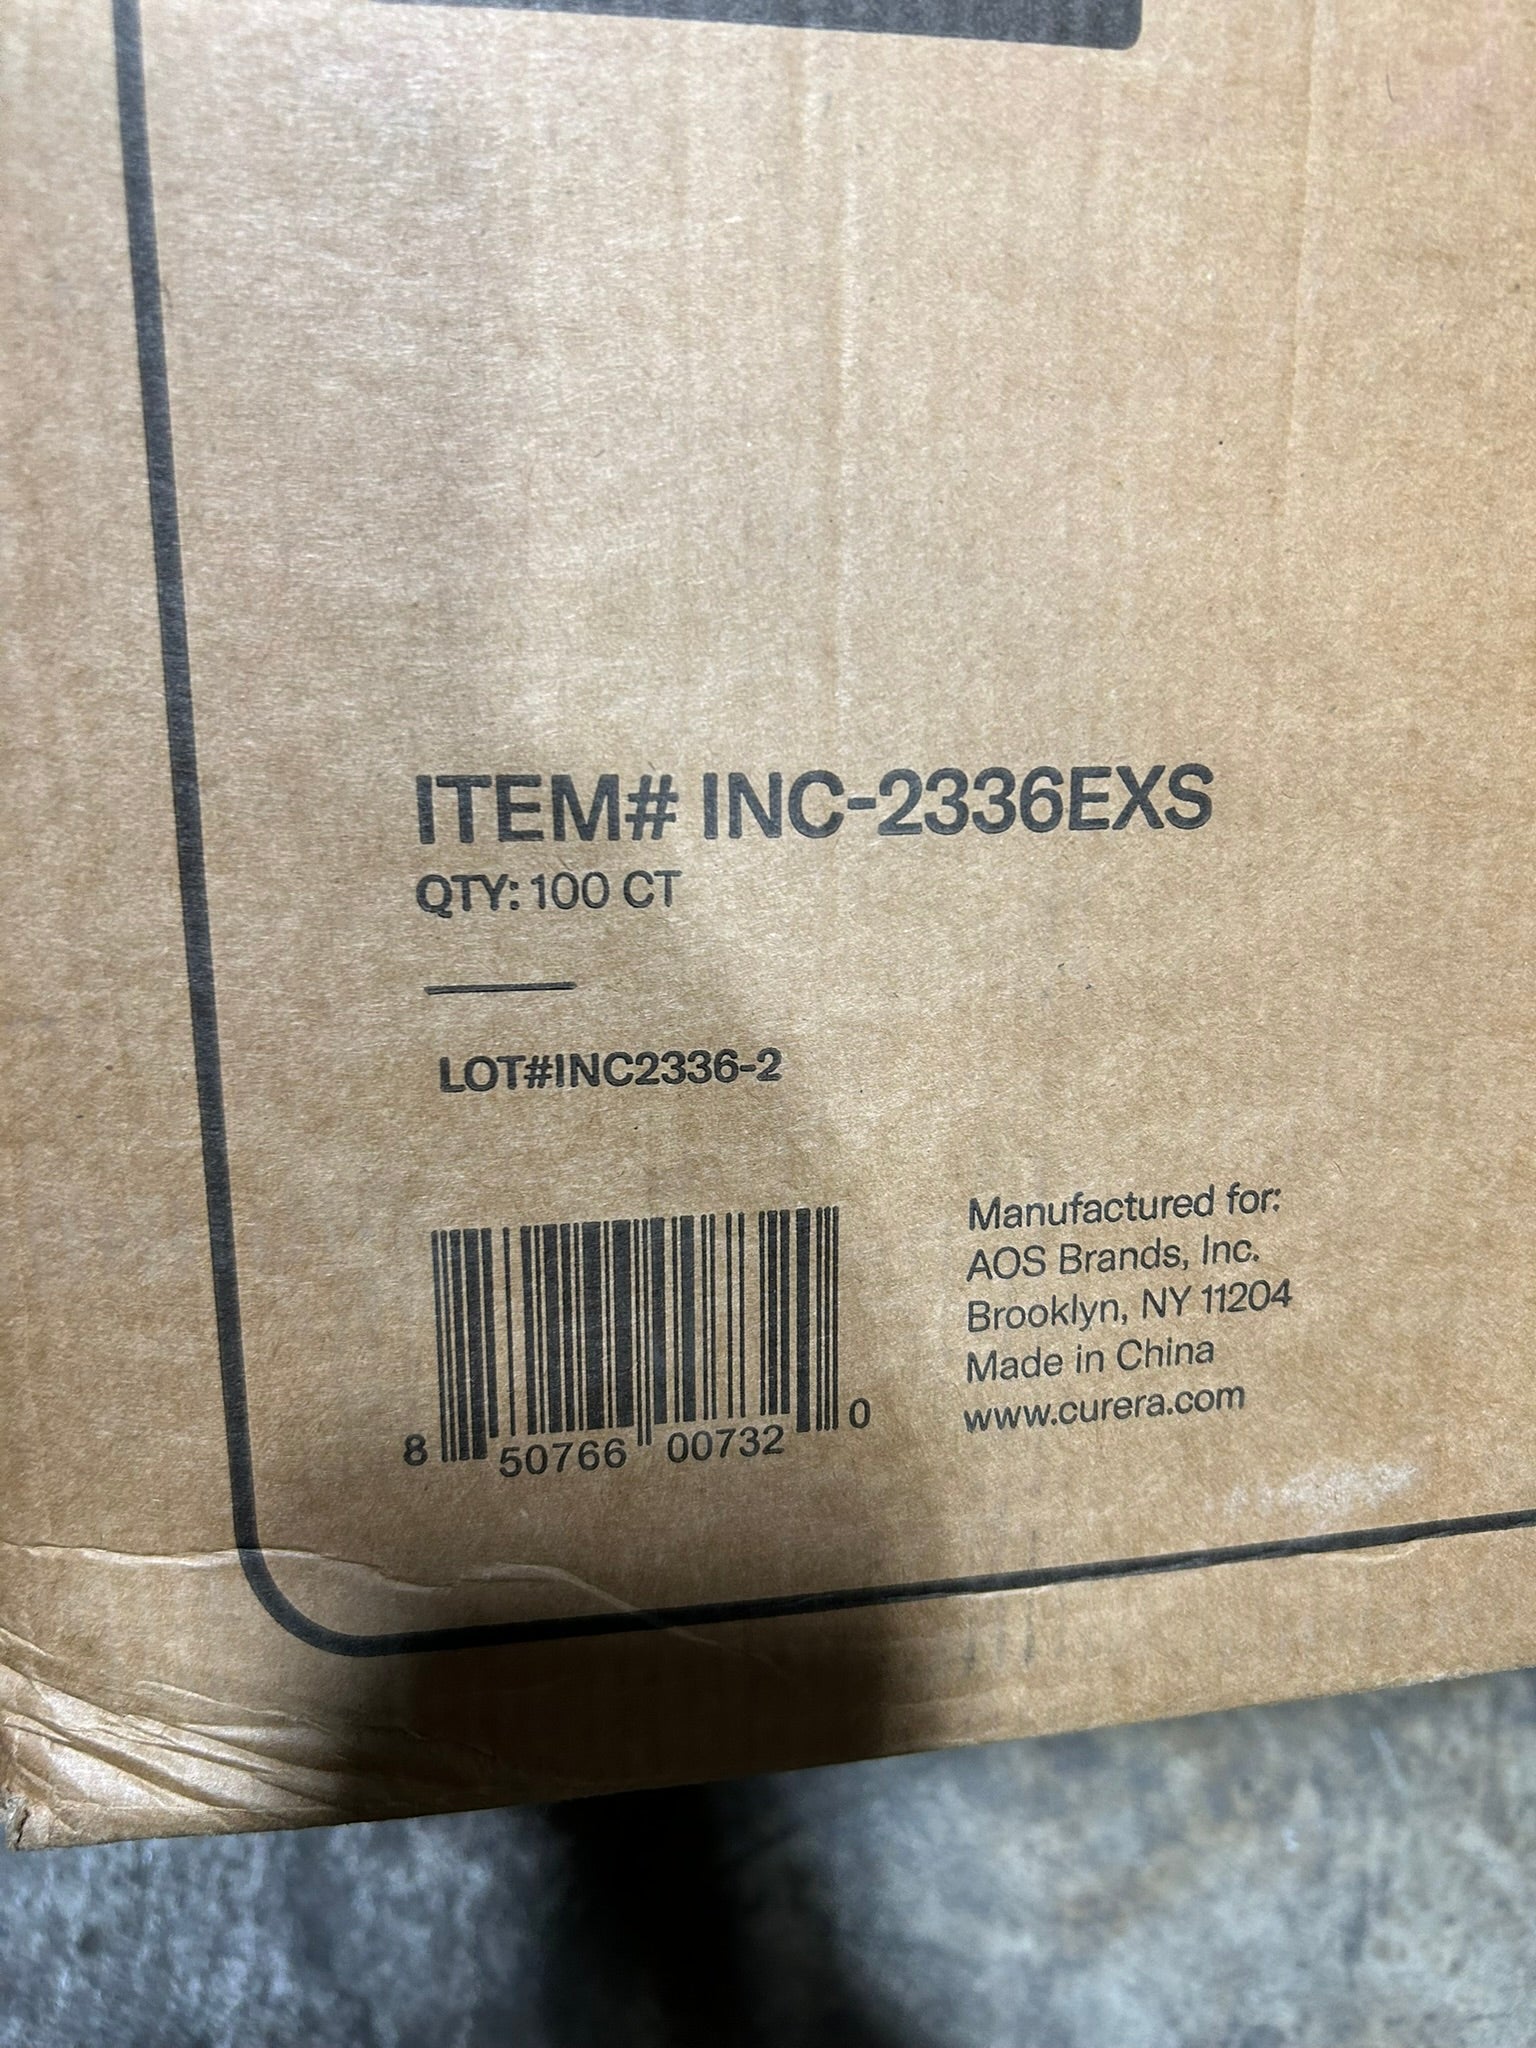 ITEM# INC-2336EXS
QTY: 100 CT
LOT#INC2336-2
8 50766 00732 0
Manufactured for:
AOS Brands, Inc.
Brooklyn, NY 11204
Made in China
www.curera.com